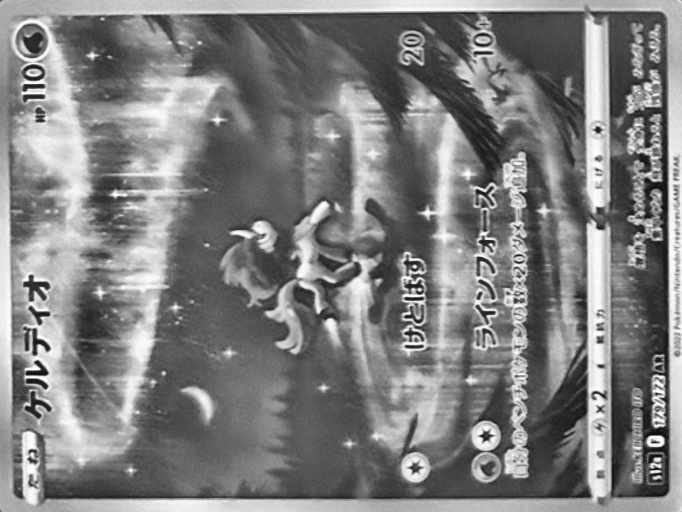 たね ケルディオ HP 110
けとばす 20
ラインフォース 10+
自分のベンチポケモンの数×20ダメージ追加。
弱点 ×2 抵抗力 にげる
Illus. KEIICHIRO ITO
s12a F 179/172 AR
©2022 Pokémon/Nintendo/Creatures/GAME FREAK.